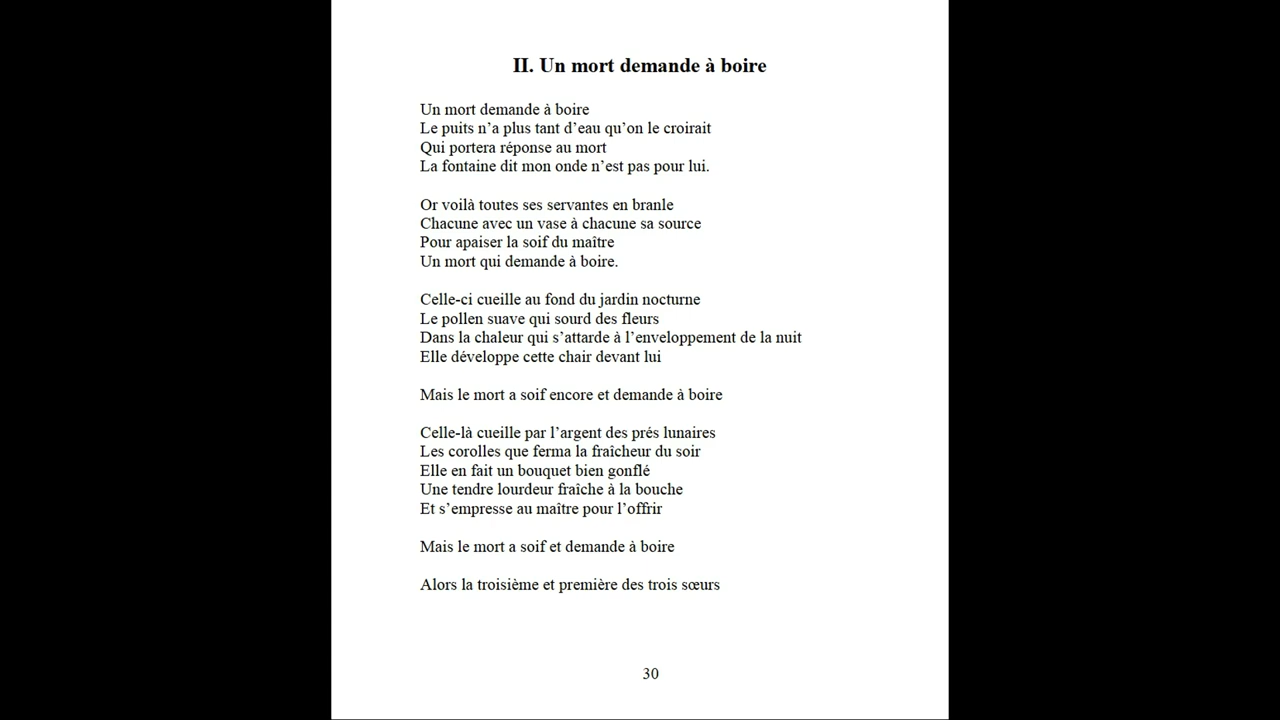 II. Un mort demande à boire
Un mort demande à boire
Le puits n’a plus tant d’eau qu’on le croirait
Qui portera réponse au mort
La fontaine dit mon onde n’est pas pour lui.
Or voilà toutes ses servantes en branle
Chacune avec un vase à chacune sa source
Pour apaiser la soif du maître
Un mort qui demande à boire.
Celle-ci cueille au fond du jardin nocturne
Le pollen suave qui sourd des fleurs
Dans la chaleur qui s’attarde à l’enveloppement de la nuit
Elle développe cette chair devant lui
Mais le mort a soif encore et demande à boire
Celle-là cueille par l’argent des prés lunaires
Les corolles que ferma la fraîcheur du soir
Elle en fait un bouquet bien gonflé
Une tendre lourdeur fraîche à la bouche
Et s’empresse au maître pour l’offrir
Mais le mort a soif et demande à boire
Alors la troisième et première des trois sœurs
30